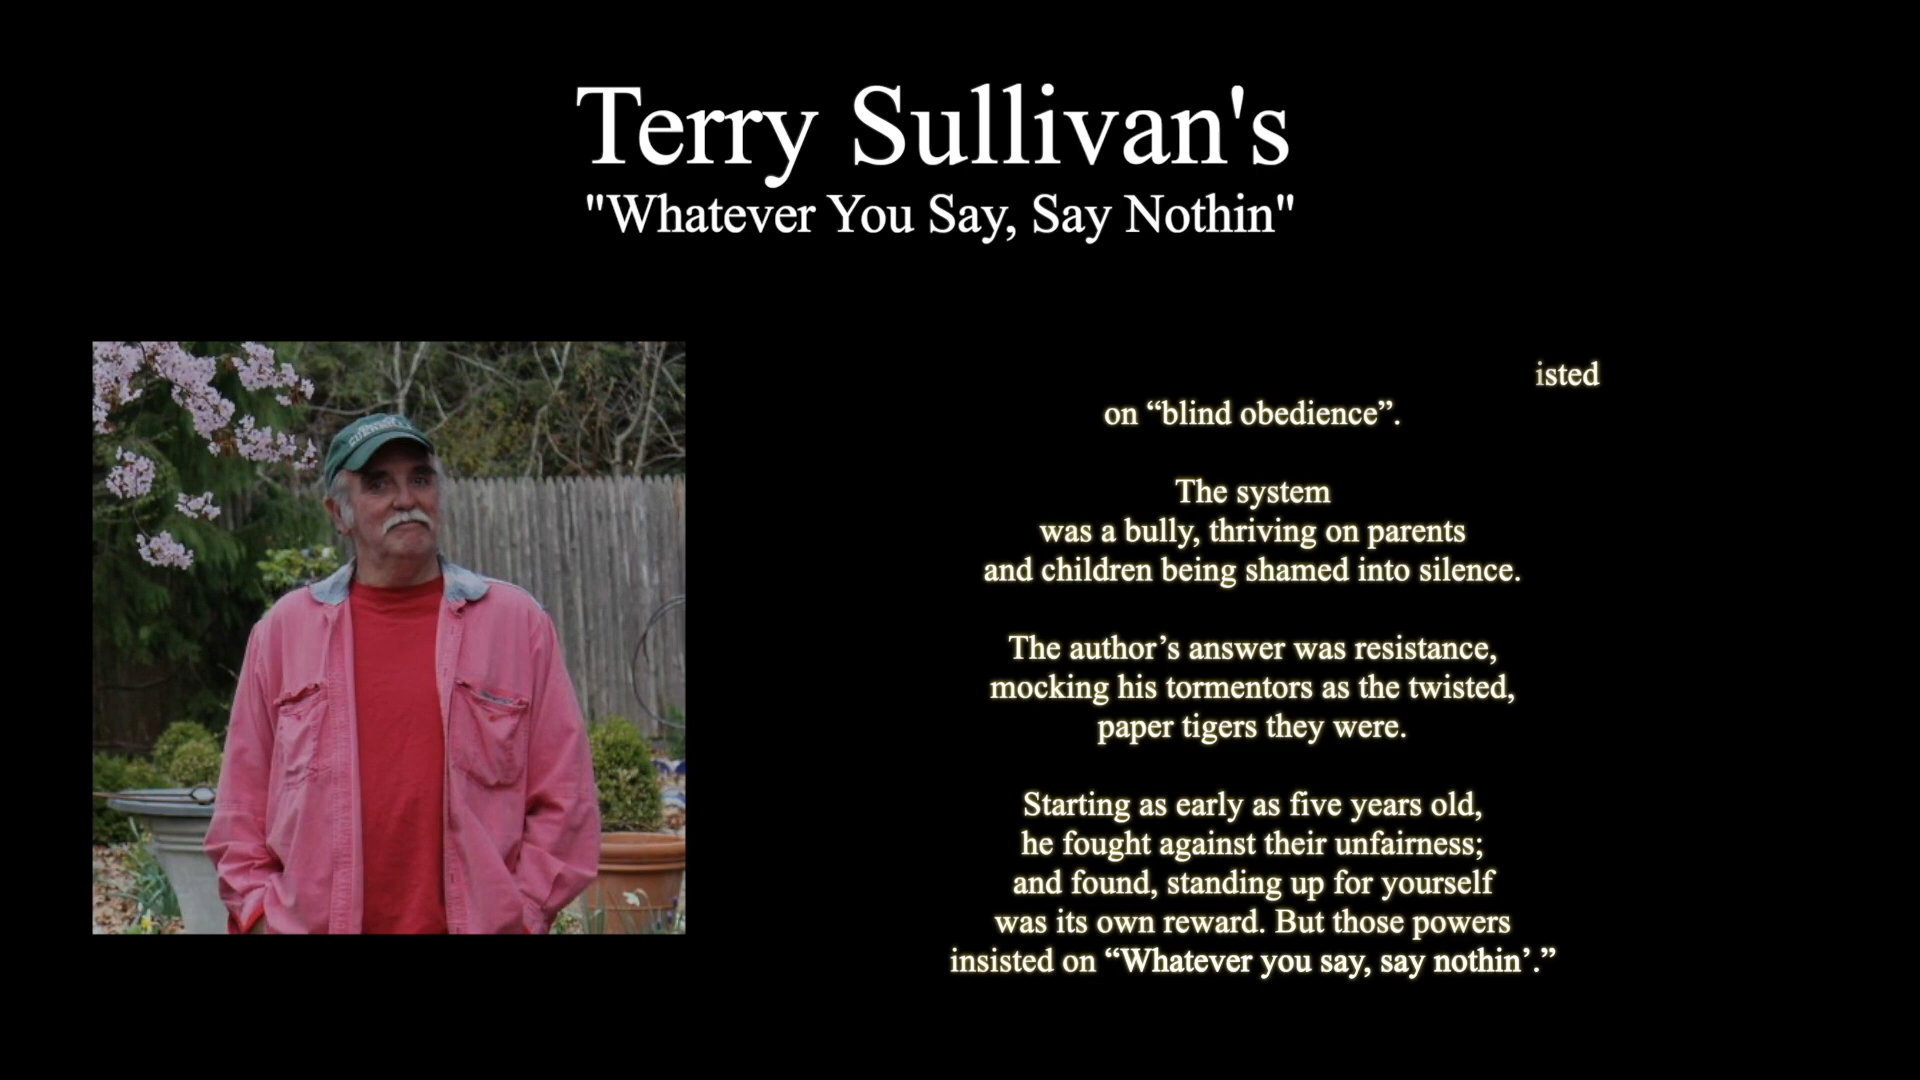 Terry Sullivan's
"Whatever You Say, Say Nothin"
isted
on “blind obedience”.
The system
was a bully, thriving on parents
and children being shamed into silence.
The author’s answer was resistance,
mocking his tormentors as the twisted,
paper tigers they were.
Starting as early as five years old,
he fought against their unfairness;
and found, standing up for yourself
was its own reward. But those powers
insisted on “Whatever you say, say nothin’.”